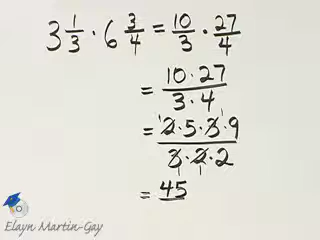 3 1/3 · 6 3/4 = 10/3 · 27/4
= 10 · 27 / 3 · 4
= 2 · 5 · 3 · 9 / 3 · 2 · 2
= 45
Elayn Martin-Gay